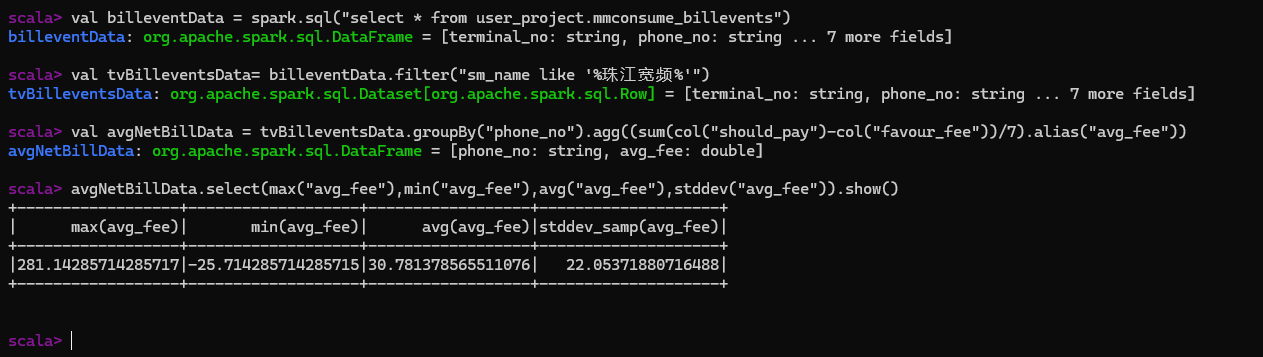 scala> val billeventData = spark.sql("select * from user_project.mmconsume_billevents")
billeventData: org.apache.spark.sql.DataFrame = [terminal_no: string, phone_no: string ... 7 more fields]
scala> val tvBilleventsData= billeventData.filter("sm_name like '%珠江宽频%'")
tvBilleventsData: org.apache.spark.sql.Dataset[org.apache.spark.sql.Row] = [terminal_no: string, phone_no: string ... 7 more fields]
scala> val avgNetBillData = tvBilleventsData.groupBy("phone_no").agg((sum(col("should_pay")-col("favour_fee"))/7).alias("avg_fee"))
avgNetBillData: org.apache.spark.sql.DataFrame = [phone_no: string, avg_fee: double]
scala> avgNetBillData.select(max("avg_fee"),min("avg_fee"),avg("avg_fee"),stddev("avg_fee")).show()
+------------------+-------------------+------------------+--------------------+
|      max(avg_fee)|       min(avg_fee)|      avg(avg_fee)|stddev_samp(avg_fee)|
+------------------+-------------------+------------------+--------------------+
|281.14285714285717|-25.714285714285715|30.781378565511076|   22.05371880716488|
+------------------+-------------------+------------------+--------------------+
scala>